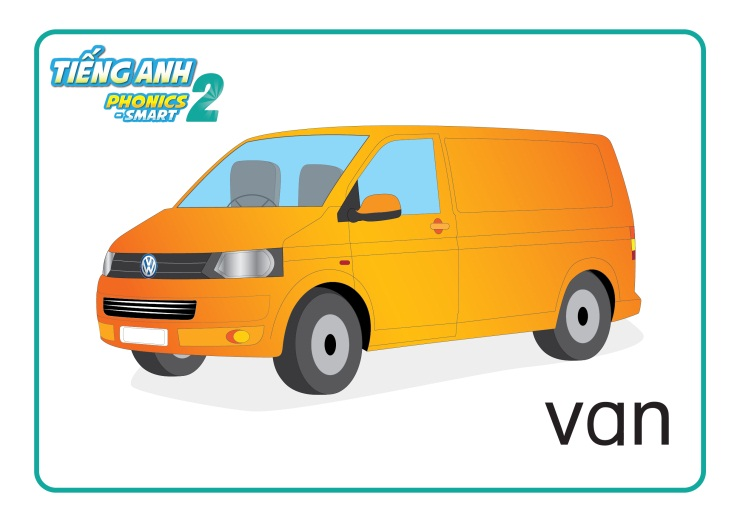 TIẾNG ANH
PHONICS 2
-SMART
van